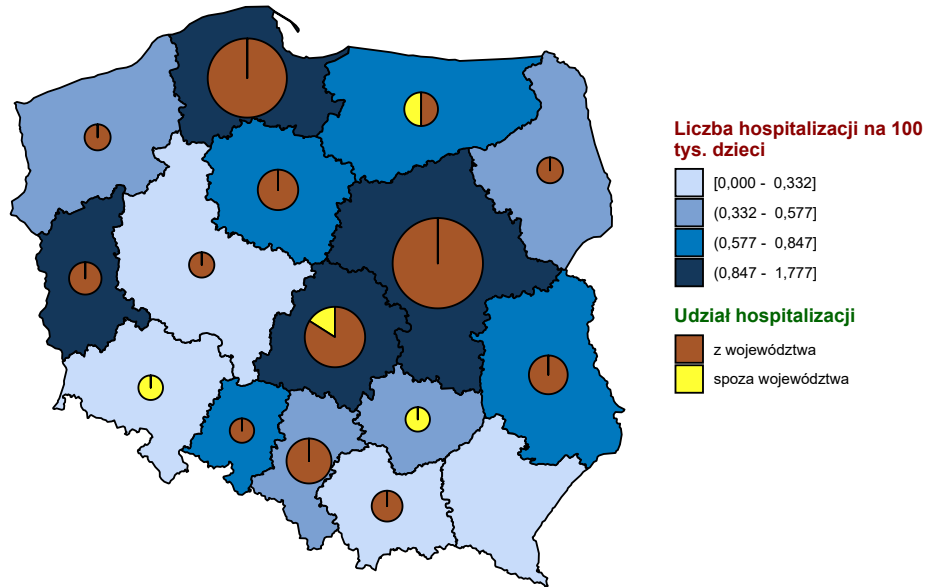 Liczba hospitalizacji na 100
tys. dzieci
[0,000 - 0,332]
(0,332 - 0,577]
(0,577 - 0,847]
(0,847 - 1,777]
Udział hospitalizacji
z województwa
spoza województwa